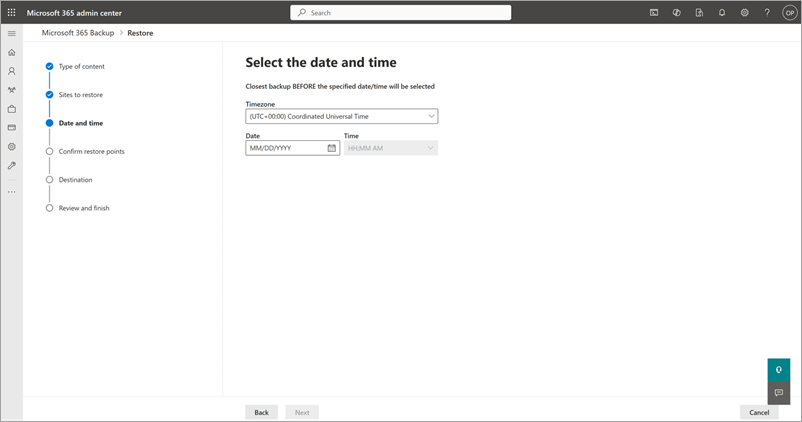 Microsoft 365 admin center
Search
OP
Microsoft 365 Backup > Restore
Type of content
Sites to restore
Date and time
Confirm restore points
Destination
Review and finish
Select the date and time
Closest backup BEFORE the specified date/time will be selected
Timezone
(UTC+00:00) Coordinated Universal Time
Date Time
MM/DD/YYYY HH:MM AM
Back Next Cancel